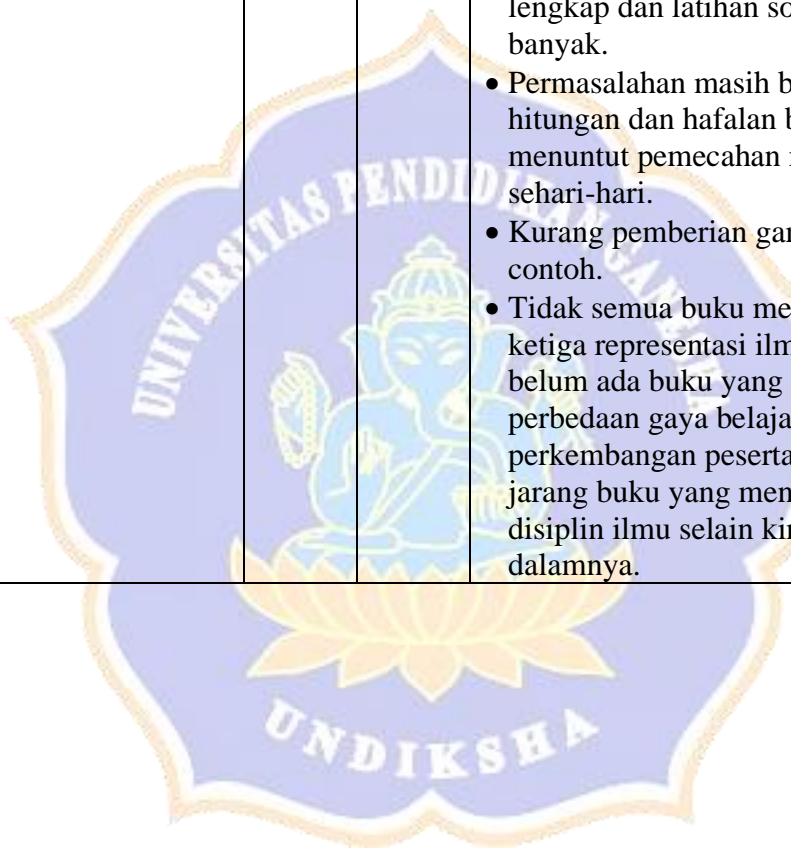 lengkap dan latihan so
banyak.
• Permasalahan masih b
hitungan dan hafalan b
menuntut pemecahan
sehari-hari.
• Kurang pemberian gar
contoh.
• Tidak semua buku me
ketiga representasi ilm
belum ada buku yang
perbedaan gaya belaja
perkembangan peserta
jarang buku yang men
disiplin ilmu selain kir
dalamnya.
UNIVERSITAS PENDIDIKAN GANESHA
UNDIKSHA